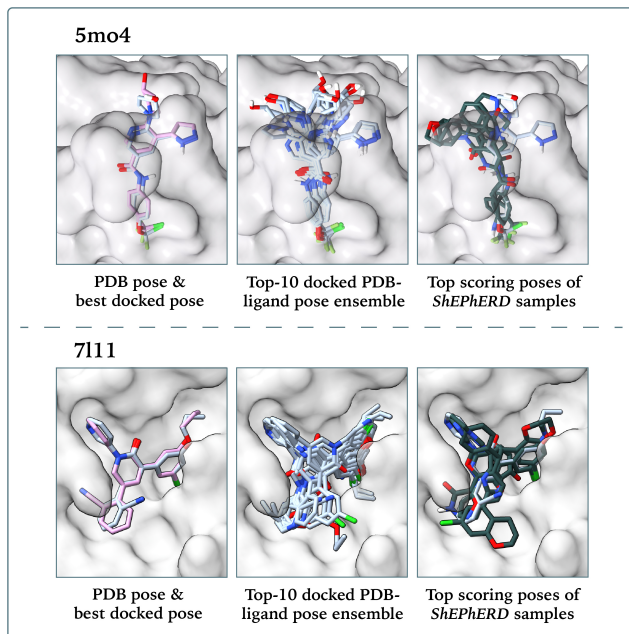 5mo4
PDB pose &
best docked pose
Top-10 docked PDB-
ligand pose ensemble
Top scoring poses of
ShEPhERD samples
7l11
PDB pose &
best docked pose
Top-10 docked PDB-
ligand pose ensemble
Top scoring poses of
ShEPhERD samples